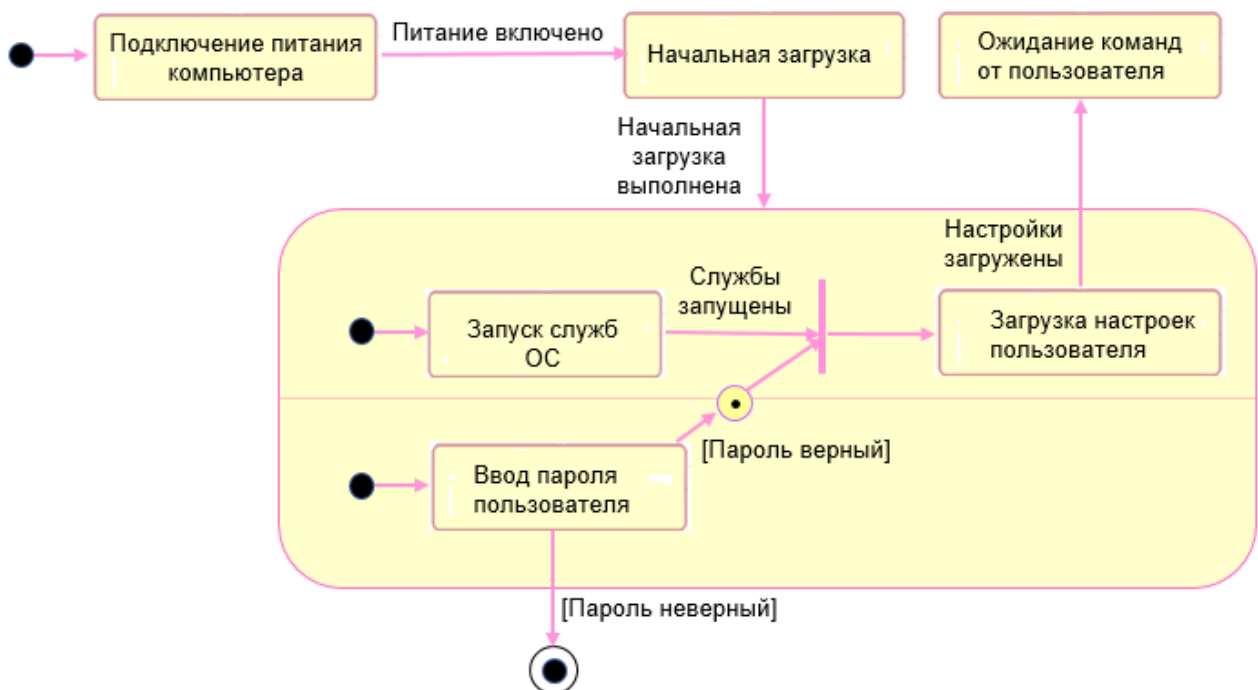 Подключение питания
компьютера
Питание включено
Начальная загрузка
Ожидание команд
от пользователя
Начальная
загрузка
выполнена
Настройки
загружены
Службы
запущены
Запуск служб
ОС
Загрузка настроек
пользователя
[Пароль верный]
Ввод пароля
пользователя
[Пароль неверный]